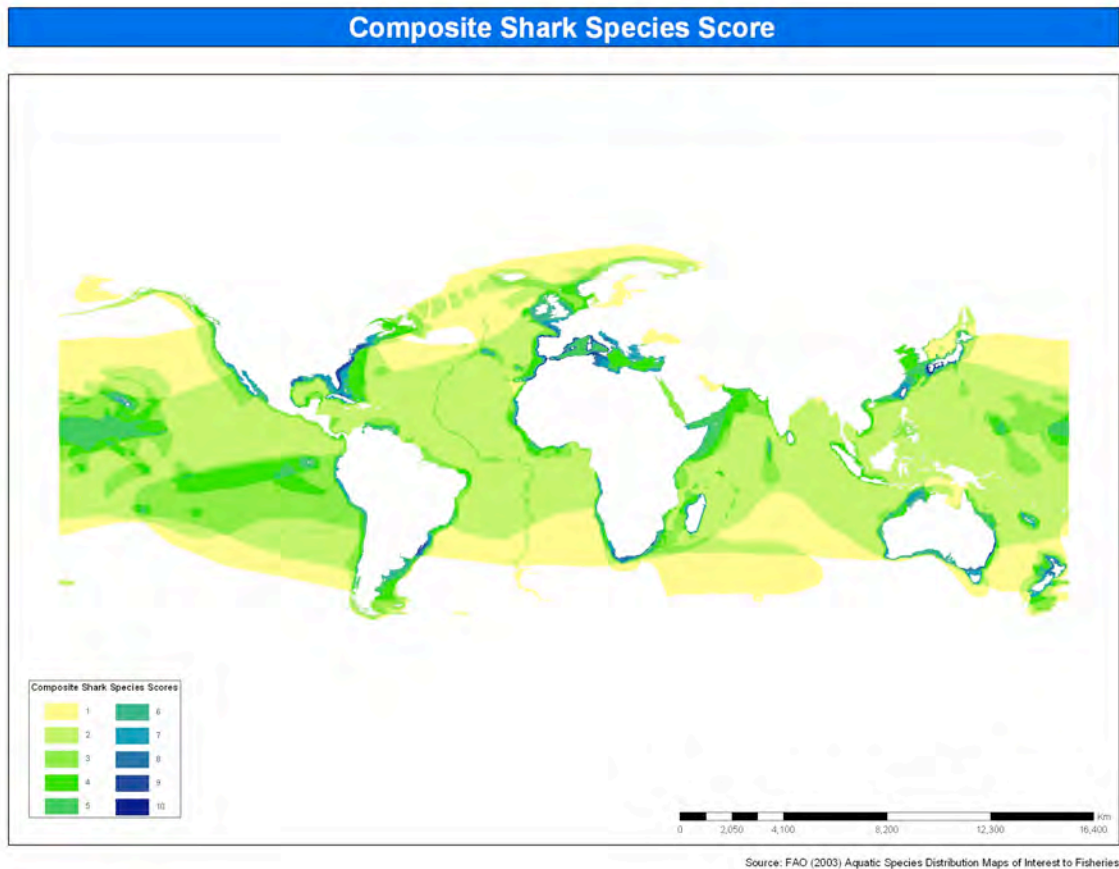 Composite Shark Species Score
Composite Shark Species Scores
1 6
2 7
3 8
4 9
5 10
Km
0 2,050 4,100 8,200 12,300 16,400
Source: FAO (2003) Aquatic Species Distribution Maps of Interest to Fisheries